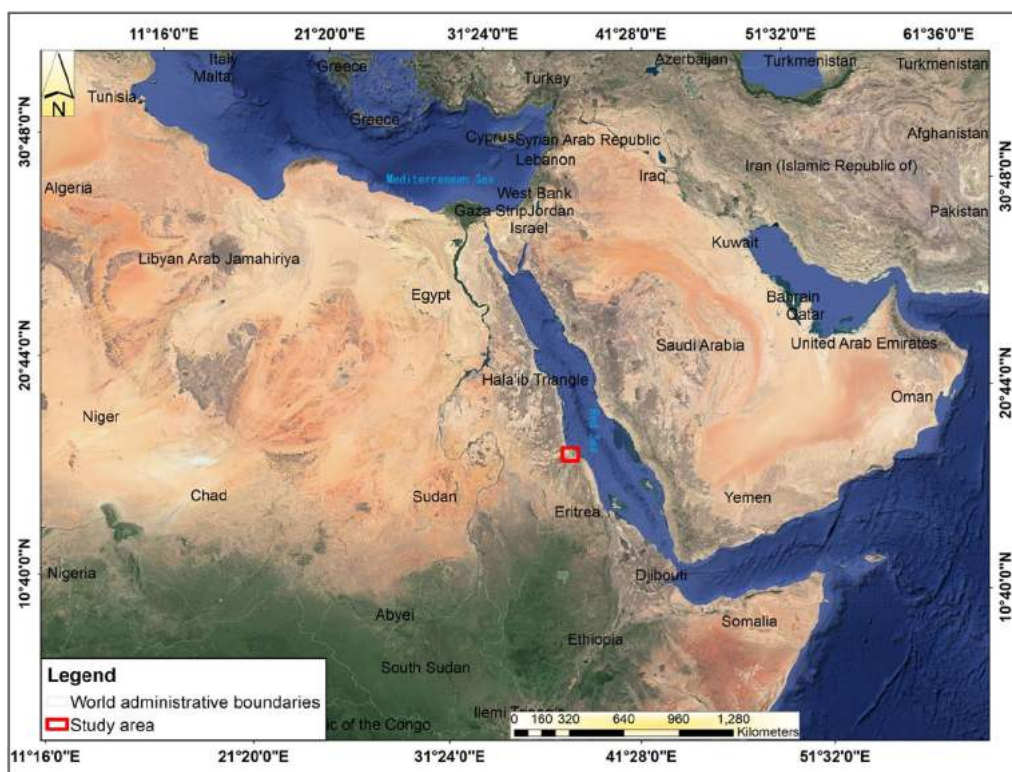 11°16'0"E 21°20'0"E 31°24'0"E 41°28'0"E 51°32'0"E 61°36'0"E
N
Italy
Malta
Greece
Turkey
Azerbaijan
Turkmenistan
Turkmenistan
Tunisia
Greece
Cyprus
Syrian Arab Republic
Afghanistan
Lebanon
Iran (Islamic Republic of)
Iraq
Algeria
Mediterranean Sea
West Bank
Gaza Strip
Jordan
Israel
Pakistan
Kuwait
Libyan Arab Jamahiriya
Egypt
Bahrain
Qatar
Saudi Arabia
United Arab Emirates
Hala'ib Triangle
Oman
Niger
Chad
Sudan
Yemen
Eritrea
Nigeria
Djibouti
Abyei
Somalia
Ethiopia
South Sudan
Ilemi
ic of the Congo
30°48'0"N
20°44'0"N
10°40'0"N
30°48'0"N
20°44'0"N
10°40'0"N
Legend
World administrative boundaries
Study area
0 160 320 640 960 1,280
Kilometers
11°16'0"E 21°20'0"E 31°24'0"E 41°28'0"E 51°32'0"E